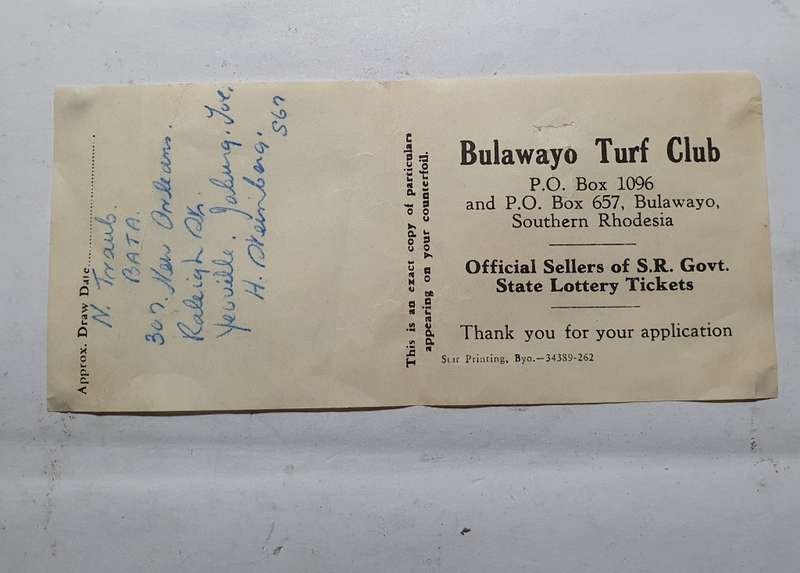 Approx. Draw Date
N. Traub.
BATA.
307. New Orleans.
Raleigh Str.
Yeoville. Joburg. Tvl.
H. Steinberg.
S67
This is an exact copy of particulars
appearing on your counterfoil.
Bulawayo Turf Club
P.O. Box 1096
and P.O. Box 657, Bulawayo,
Southern Rhodesia
Official Sellers of S.R. Govt.
State Lottery Tickets
Thank you for your application
Star Printing, Byo.—34389-262